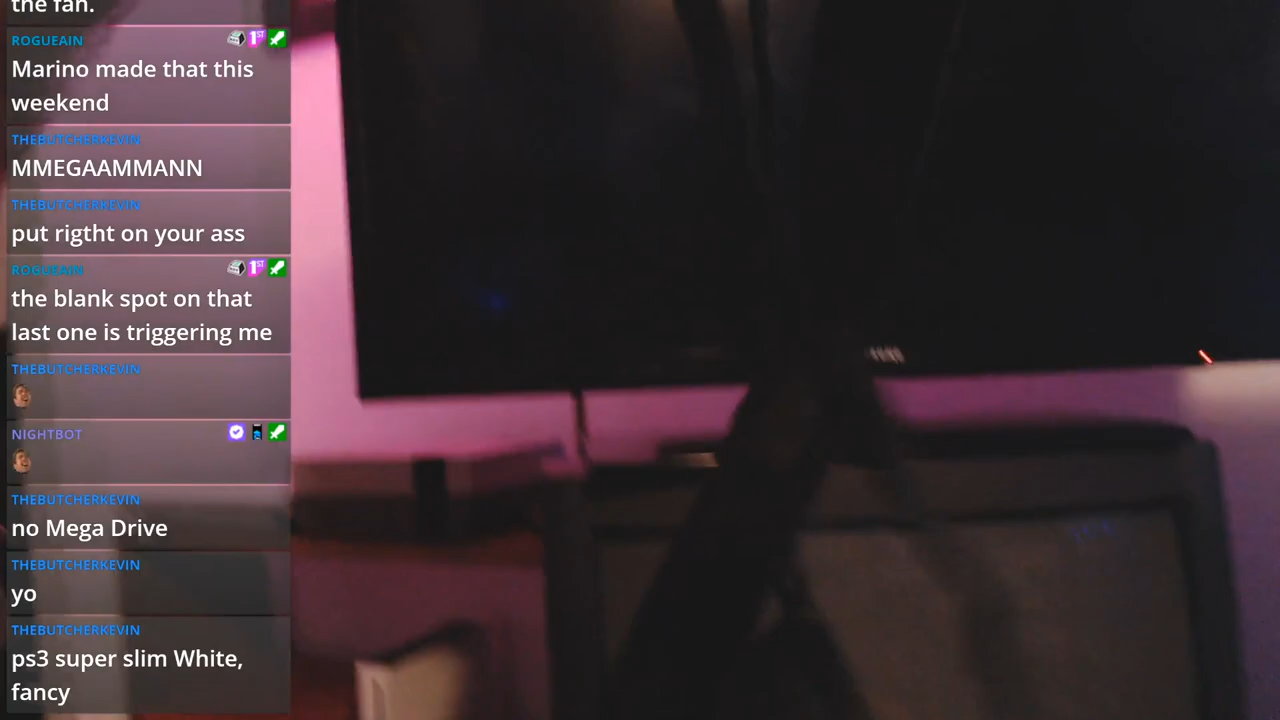 the fan.
ROGUEAIN
1ST
Marino made that this
weekend
THEBUTCHERKEVIN
MMEGAAMMANN
THEBUTCHERKEVIN
put rigtht on your ass
ROGUEAIN
1ST
the blank spot on that
last one is triggering me
THEBUTCHERKEVIN
NIGHTBOT
THEBUTCHERKEVIN
no Mega Drive
THEBUTCHERKEVIN
yo
THEBUTCHERKEVIN
ps3 super slim White,
fancy